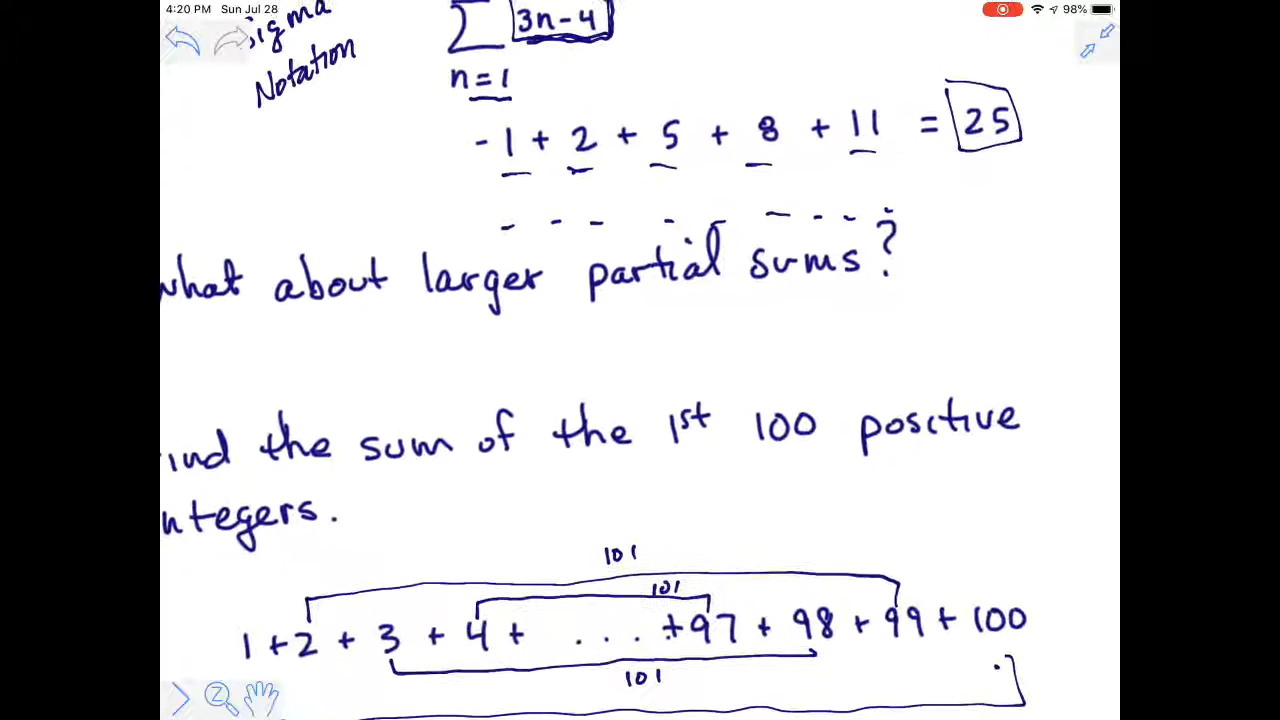 4:20 PM Sun Jul 28 98%
Sigma
Notation
∑ 3n-4
n=1
-1 + 2 + 5 + 8 + 11 = 25
what about larger partial sums?
ind the sum of the 1st 100 positive
ntegers.
101
101
1 + 2 + 3 + 4 + ... + 97 + 98 + 99 + 100
101